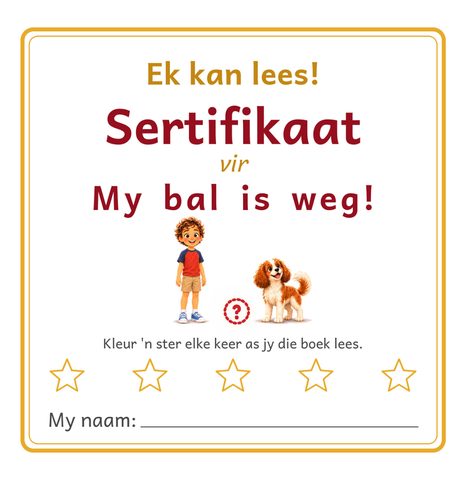 Ek kan lees!
Sertifikaat
vir
My bal is weg!
?
Kleur 'n ster elke keer as jy die boek lees.
My naam: